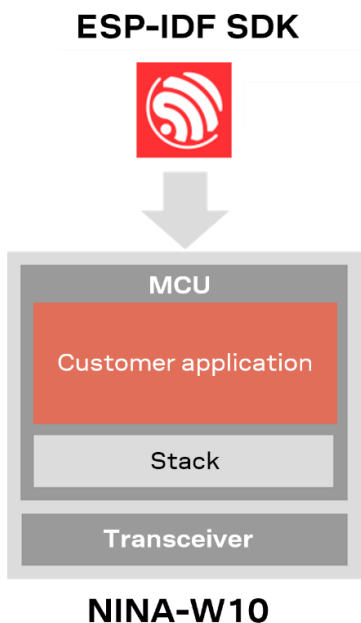 ESP-IDF SDK
MCU
Customer application
Stack
Transceiver
NINA-W10